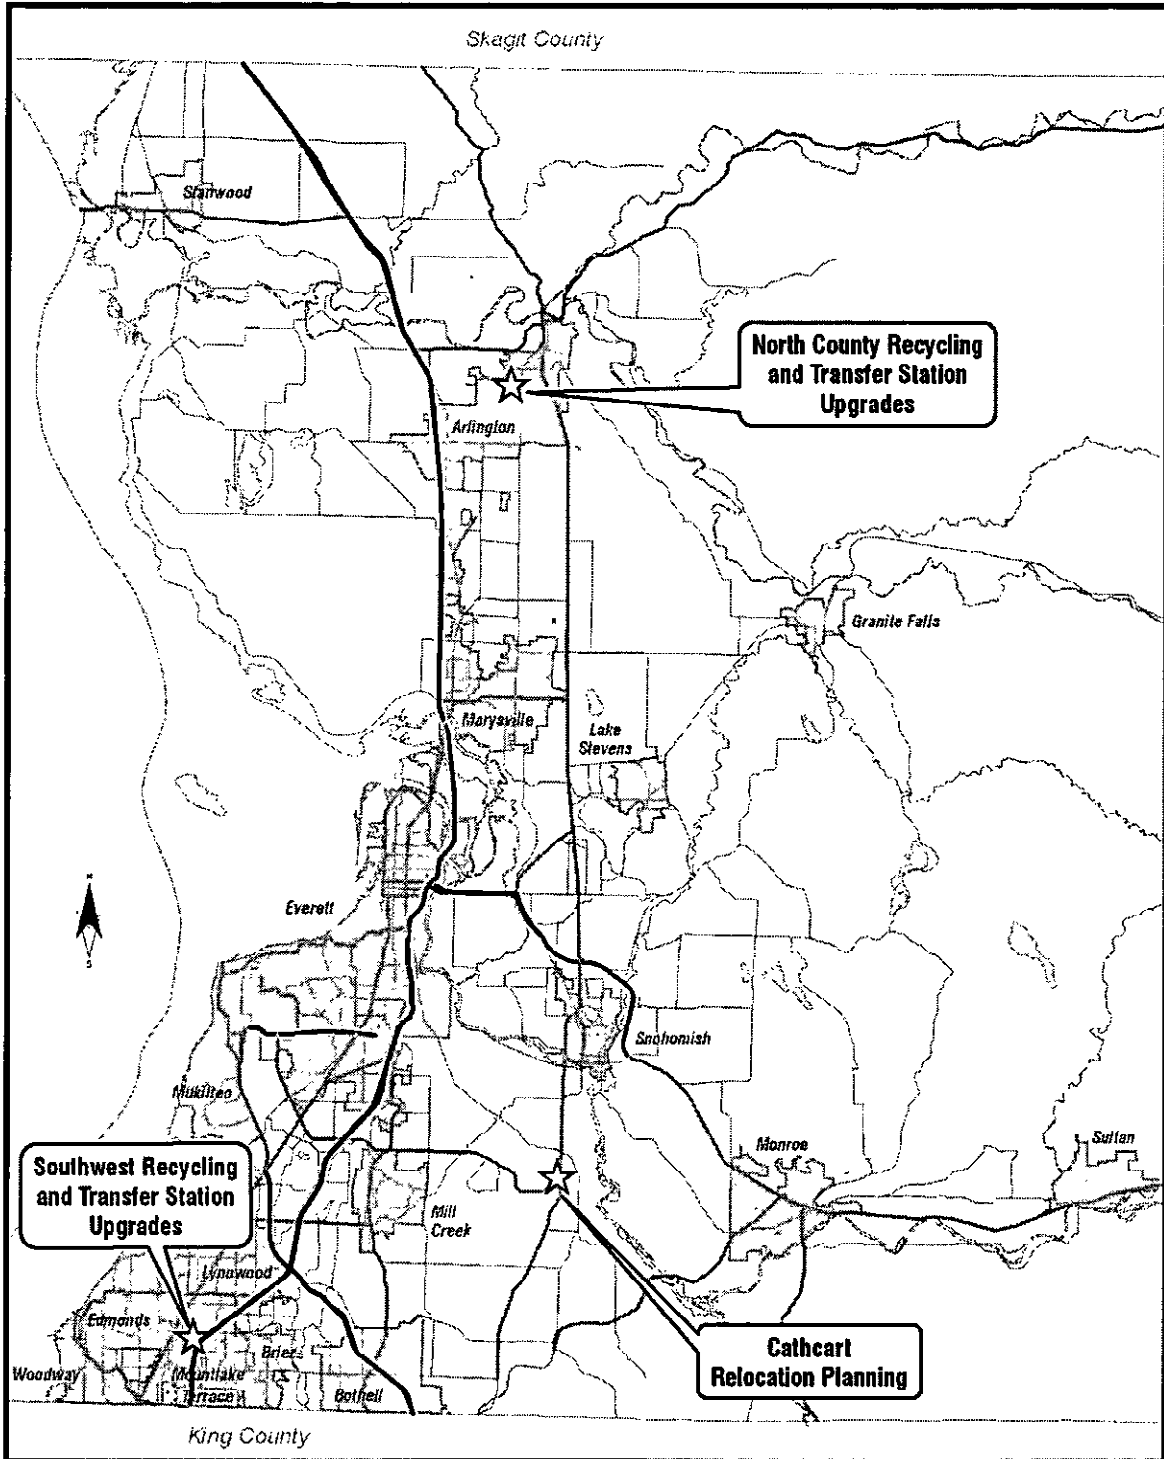 Skagit County
Stanwood
North County Recycling
and Transfer Station
Upgrades
Arlington
Granite Falls
Marysville
Lake
Stevens
N
Everett
S
Snohomish
Mukilteo
Sultan
Monroe
Southwest Recycling
and Transfer Station
Upgrades
Mill
Creek
Lynnwood
Edmonds
Brier
Cathcart
Relocation Planning
Woodway
Mountlake
Terrace
Bothell
King County